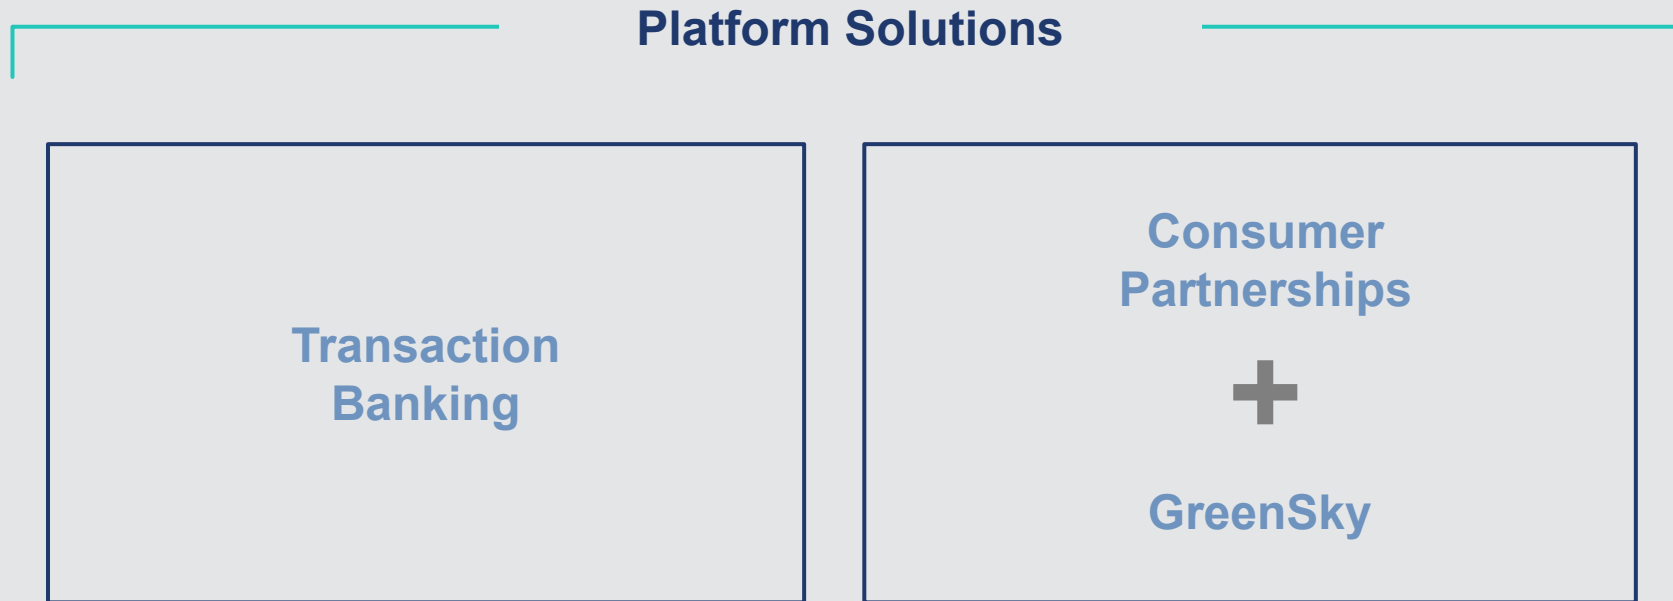 Platform Solutions
Transaction
Banking
Consumer
Partnerships
+
GreenSky